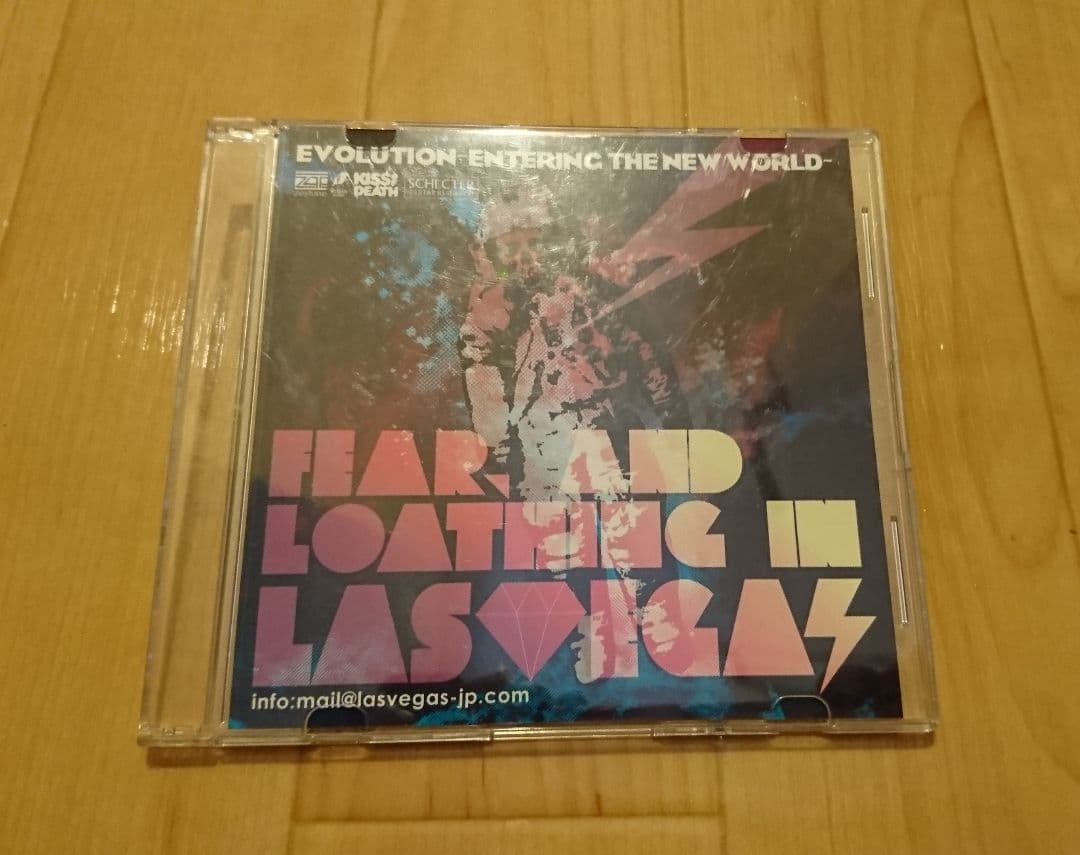 EVOLUTION~ENTERING THE NEW WORLD~
KISS OF DEATH
SCHECTER
FEAR, AND
LOATHING IN
LAS VEGAS
info:mail@lasvegas-jp.com